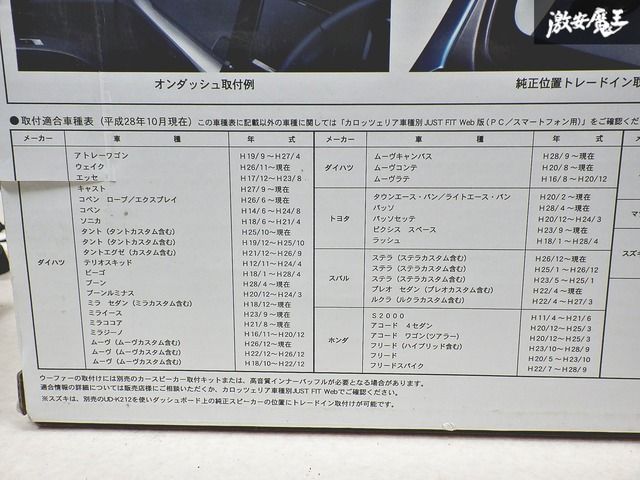 激安魔王
オンダッシュ取付例
純正位置トレードイン取
●取付適合車種表（平成28年10月現在）この車種表に記載以外の車種に関しては「カロッツェリア車種別 JUST FIT Web 版（PC／スマートフォン用）」をご確認くだ
メーカー 車 種 年 式
ダイハツ
アトレーワゴン H19/9～H27/4
ウェイク H26/11～現在
エッセ H17/12～H23/8
キャスト H27/9～現在
コペン ローブ／エクスプレイ H26/6～現在
コペン H14/6～H24/8
ソニカ H18/6～H21/4
タント（タントカスタム含む） H25/10～現在
タント（タントカスタム含む） H19/12～H25/10
タントエグゼ（カスタム含む） H21/12～H26/9
テリオスキッド H12/11～H24/4
ビーゴ H18/1～H28/4
ブーン H28/4～現在
ブーンルミナス H20/12～H24/3
ミラ セダン（ミラカスタム含む） H18/12～現在
ミライース H23/9～現在
ミラココア H21/8～現在
ミラジーノ H16/11～H20/12
ムーヴ（ムーヴカスタム含む） H26/12～現在
ムーヴ（ムーヴカスタム含む） H22/12～H26/12
ムーヴ（ムーヴカスタム含む） H18/10～H22/12
メーカー 車 種 年 式
ダイハツ
ムーヴキャンバス H28/9～現在
ムーヴコンテ H20/8～現在
ムーヴラテ H16/8～H20/12
トヨタ
タウンエース・バン／ライトエース・バン H20/2～現在
パッソ H28/4～現在
パッソセッテ H20/12～H24/3
ピクシス スペース H23/9～現在
ラッシュ H18/1～H28/4
スバル
ステラ（ステラカスタム含む） H26/12～現在
ステラ（ステラカスタム含む） H25/1～H26/12
ステラ（ステラカスタム含む） H23/5～H25/1
プレオ セダン（プレオカスタム含む） H22/4～現在
ルクラ（ルクラカスタム含む） H22/4～H27/3
ホンダ
S2000 H11/4～H21/6
アコード 4セダン H20/12～H25/3
アコード ワゴン（ツアラー） H20/12～H25/3
フリード（ハイブリッド含む） H23/10～H28/9
フリード H20/5～H23/10
フリードスパイク H22/7～H28/9
メーカ
スズキ
ウーファーの取付けには別売のカースピーカー取付キットまたは、高音質インナーバッフルが必要となる場合があります。
適合情報の詳細については販売店様にご相談いただくか、カロッツェリア車種別JUST FIT Webでご確認ください。
※スズキは、別売のUD-K212を使いダッシュボード上の純正スピーカーの位置にトレードイン取付けが可能です。